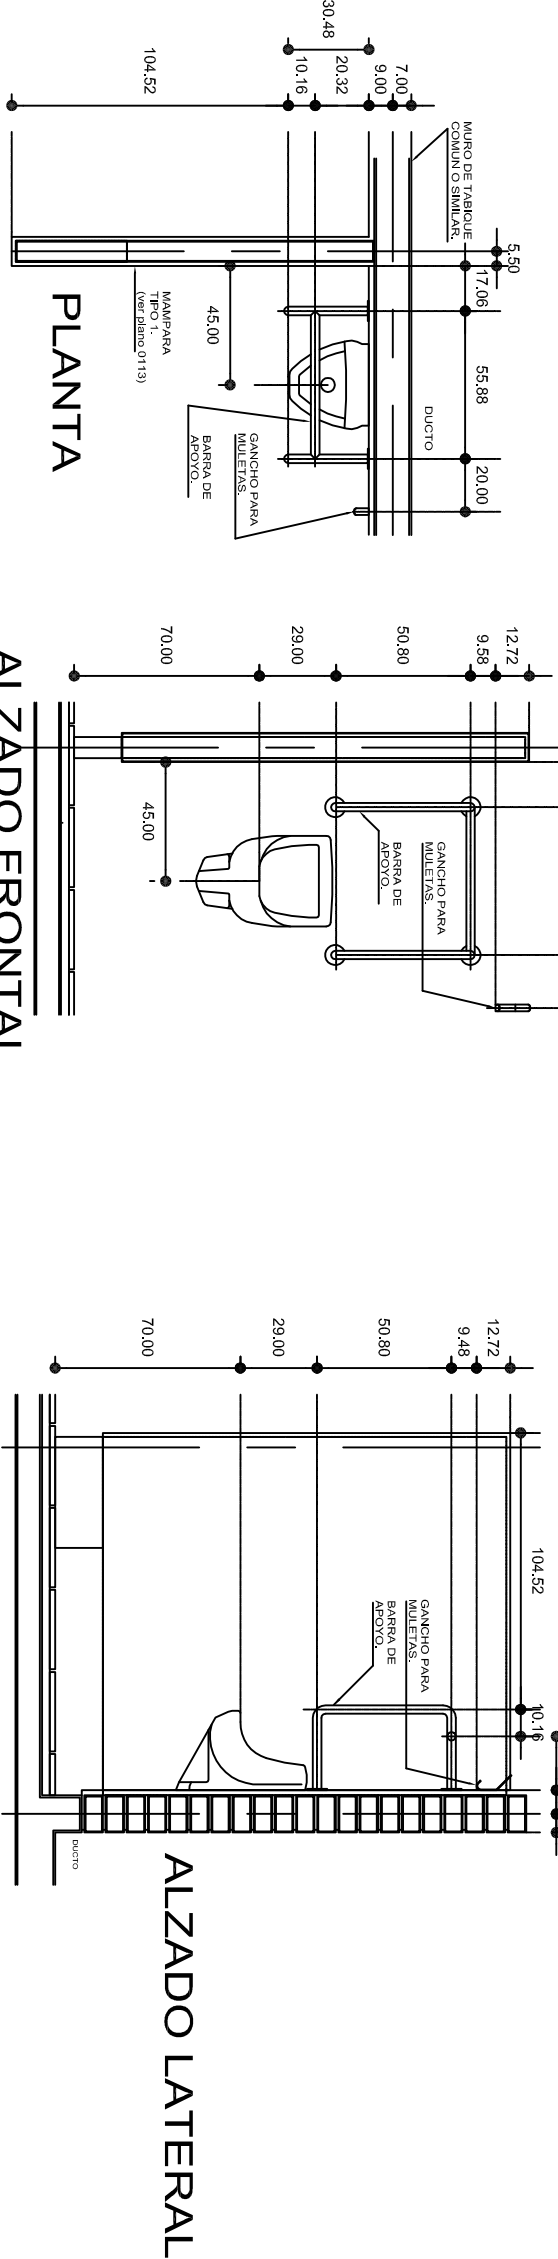 30.48
104.52
10.16
20.32
9.00
7.00
MURO DE TABIQUE
COMUN O SIMILAR.
5.50
17.06
55.88
20.00
DUCTO
45.00
MAMPARA
TIPO 1.
(ver plano 0113)
GANCHO PARA
MULETAS.
BARRA DE
APOYO.
PLANTA
70.00
29.00
50.80
9.58
12.72
45.00
BARRA DE
APOYO.
GANCHO PARA
MULETAS.
ALZADO FRONTAL
70.00
29.00
50.80
9.48
12.72
104.52
10.16
GANCHO PARA
MULETAS.
BARRA DE
APOYO.
DUCTO
ALZADO LATERAL